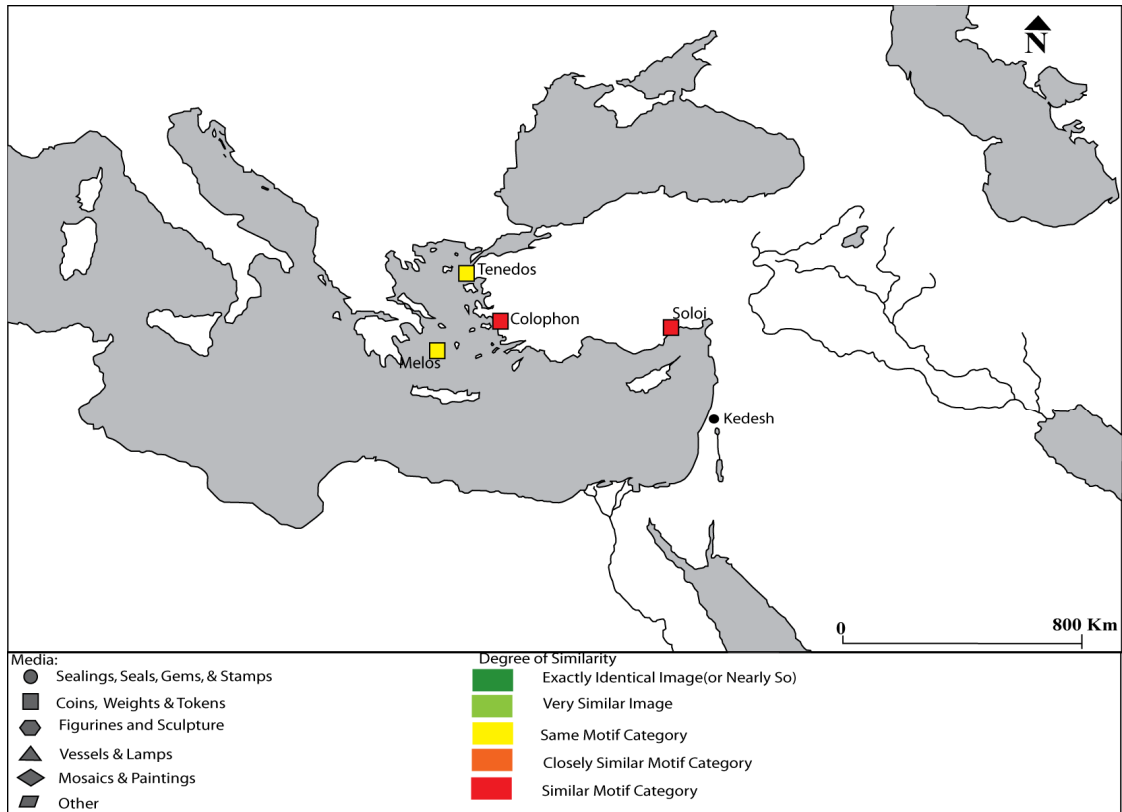 N
Tenedos
Colophon
Soloi
Melos
Kedesh
0 800 Km
Media:
Sealings, Seals, Gems, & Stamps
Coins, Weights & Tokens
Figurines and Sculpture
Vessels & Lamps
Mosaics & Paintings
Other
Degree of Similarity
Exactly Identical Image(or Nearly So)
Very Similar Image
Same Motif Category
Closely Similar Motif Category
Similar Motif Category